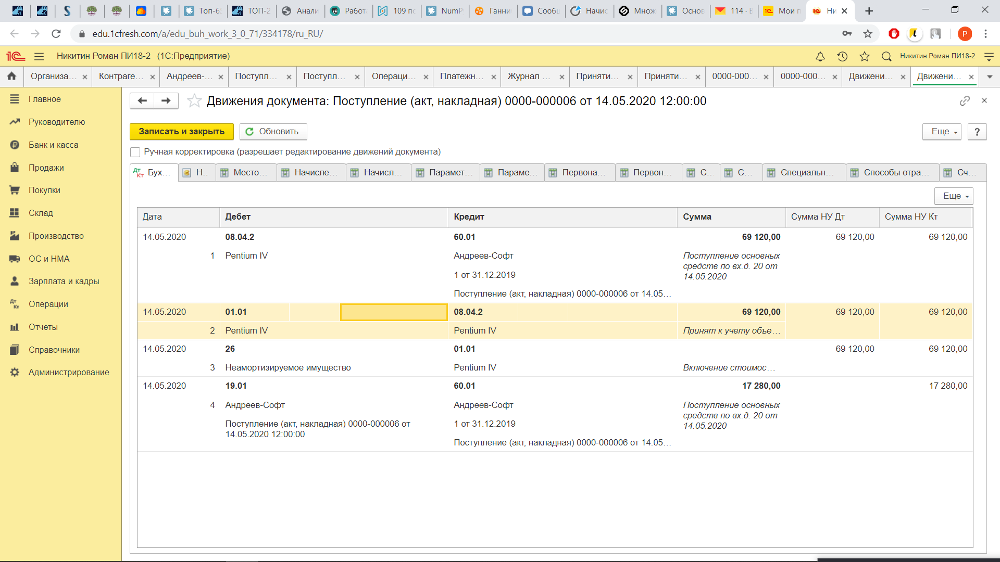 Топ-65
ТОП-2
Анали
Работа
109 по
NumPy
Ганни
Сообщ
Начис
Множ
Основ
114 · В
Мои п
Ни
edu.1cfresh.com/a/edu_buh_work_3_0_71/334178/ru_RU/
Р
Никитин Роман ПИ18-2 (1С:Предприятие)
Никитин Роман ПИ18-2
Организа...
Контраге...
Андреев-...
Поступл...
Поступл...
Операци...
Платежн...
Журнал ...
Приняти...
Приняти...
0000-000...
0000-000...
Движени...
Движени...
Главное
Руководителю
Банк и касса
Продажи
Покупки
Склад
Производство
ОС и НМА
Зарплата и кадры
Операции
Отчеты
Справочники
Администрирование
Движения документа: Поступление (акт, накладная) 0000-000006 от 14.05.2020 12:00:00
Записать и закрыть
Обновить
Еще
?
Ручная корректировка (разрешает редактирование движений документа)
Бух...
Н...
Место...
Начисле...
Начисл...
Парамет...
Параме...
Первона...
Первон...
С...
С...
Специальн...
Способы отра...
Сч...
Еще
Дата Дебет Кредит Сумма Сумма НУ Дт Сумма НУ Кт
14.05.2020 08.04.2 60.01 69 120,00 69 120,00 69 120,00
1 Pentium IV Андреев-Софт Поступление основных
средств по вх.д. 20 от
1 от 31.12.2019
14.05.2020
Поступление (акт, накладная) 0000-000006 от 14.05...
14.05.2020 01.01 08.04.2 69 120,00 69 120,00 69 120,00
2 Pentium IV Pentium IV Принят к учету объе...
14.05.2020 26 01.01 69 120,00 69 120,00
3 Неамортизируемое имущество Pentium IV Включение стоимос...
14.05.2020 19.01 60.01 17 280,00 17 280,00
4 Андреев-Софт Андреев-Софт Поступление основных
средств по вх.д. 20 от
Поступление (акт, накладная) 0000-000006 от 1 от 31.12.2019
14.05.2020
14.05.2020 12:00:00
Поступление (акт, накладная) 0000-000006 от 14.05...